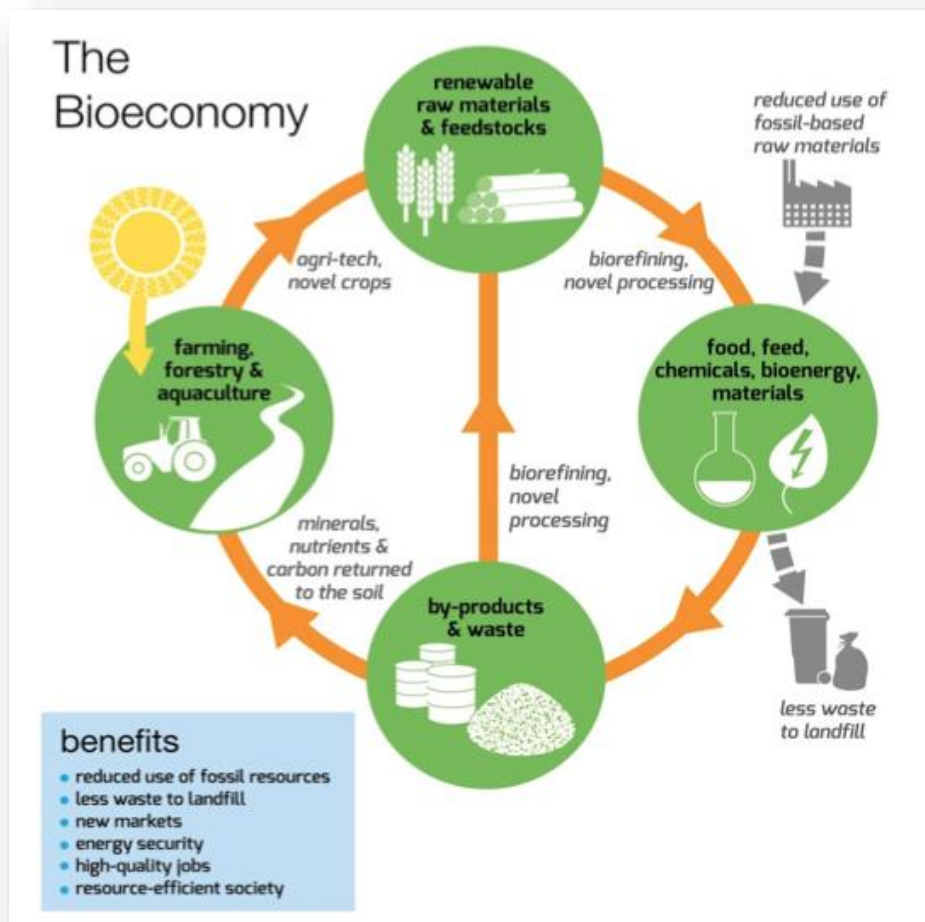 The
Bioeconomy
renewable
raw materials
& feedstocks
reduced use of
fossil-based
raw materials
agri-tech,
novel crops
biorefining,
novel processing
farming,
forestry &
aquaculture
food, feed,
chemicals, bioenergy,
materials
biorefining,
novel
processing
minerals,
nutrients &
carbon returned
to the soil
by-products
& waste
less waste
to landfill
benefits
• reduced use of fossil resources
• less waste to landfill
• new markets
• energy security
• high-quality jobs
• resource-efficient society